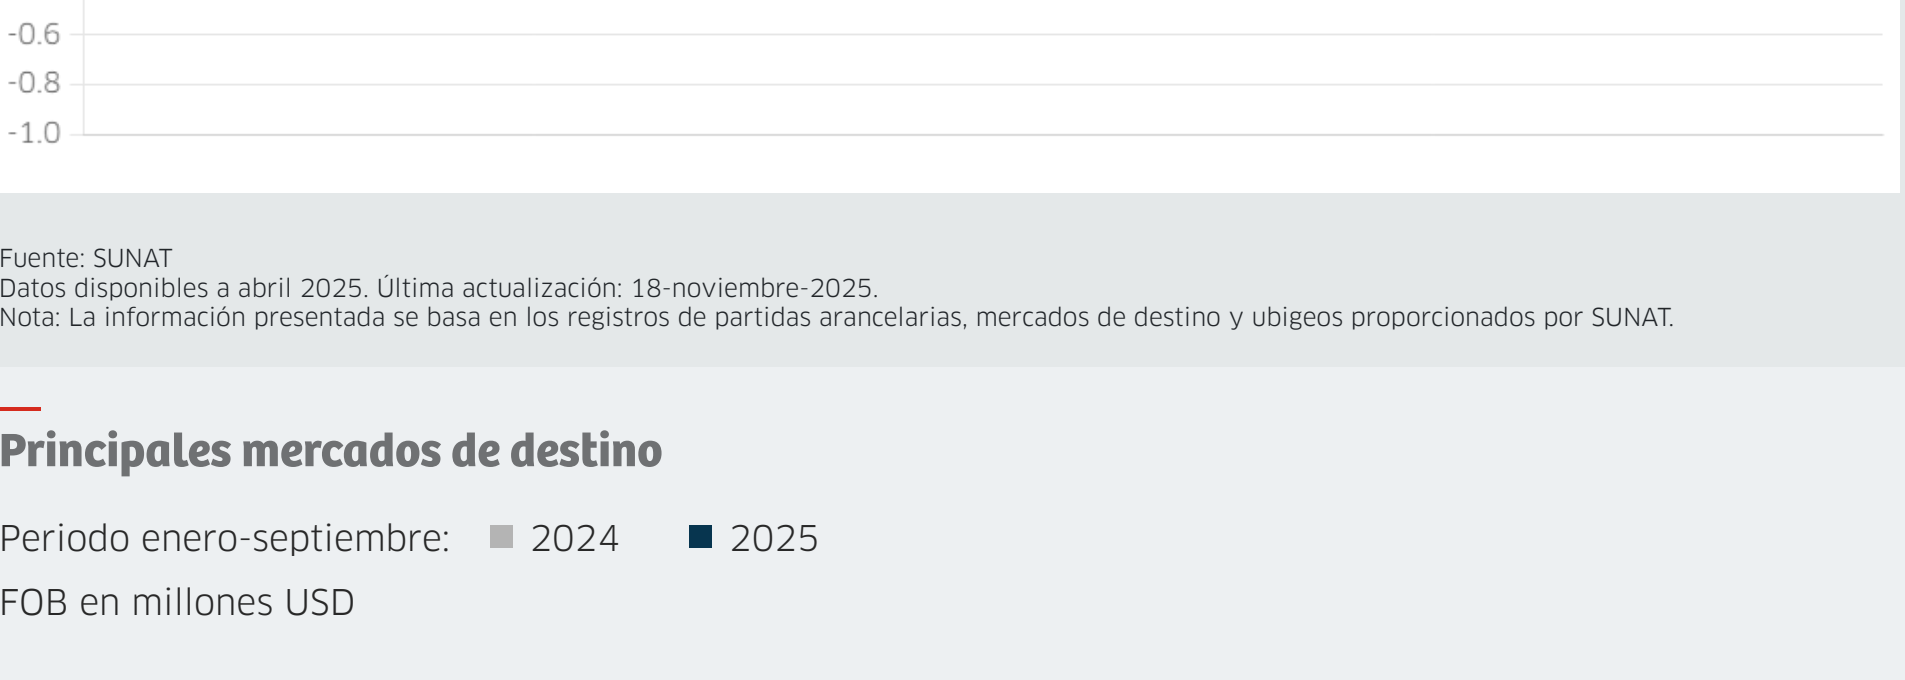 -0.6
-0.8
-1.0
Fuente: SUNAT
Datos disponibles a abril 2025. Última actualización: 18-noviembre-2025.
Nota: La información presentada se basa en los registros de partidas arancelarias, mercados de destino y ubigeos proporcionados por SUNAT.
Principales mercados de destino
Periodo enero-septiembre: 2024 2025
FOB en millones USD